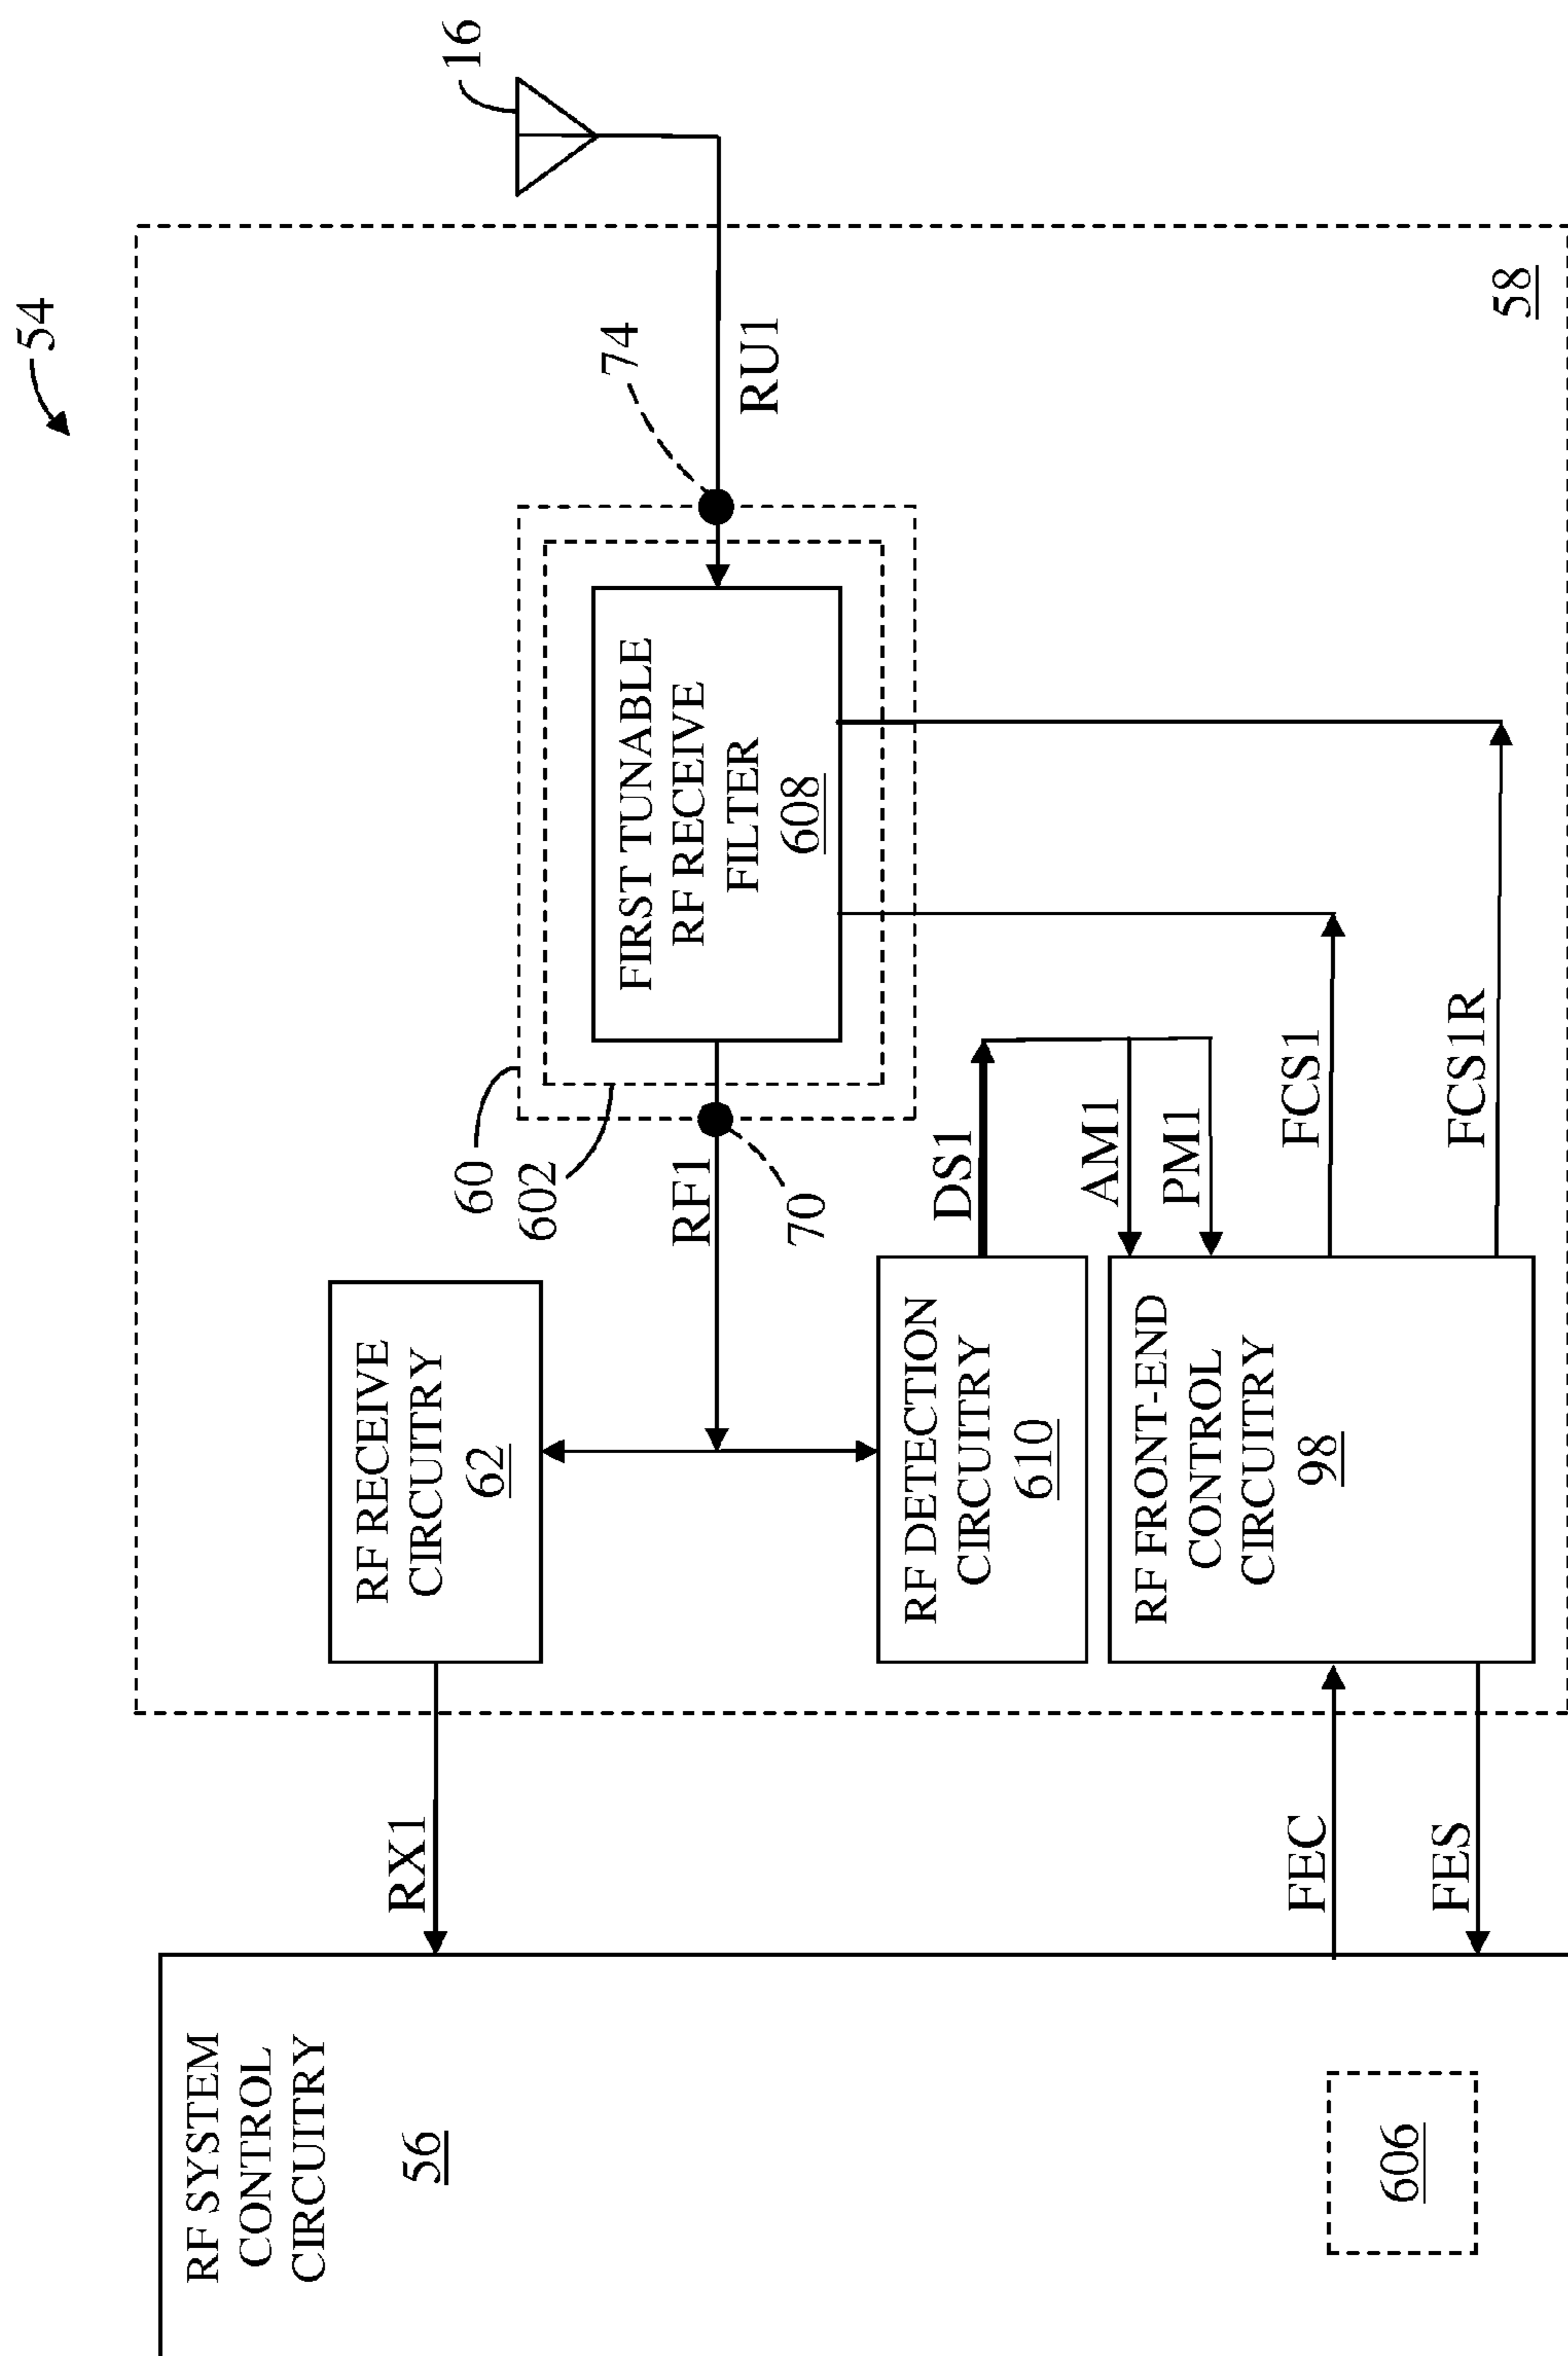 54
RF SYSTEM
CONTROL
CIRCUITRY
56
606
RX1
FEC
FES
RF RECEIVE
CIRCUITRY
62
RF DETECTION
CIRCUITRY
610
RF FRONT-END
CONTROL
CIRCUITRY
98
60
602
RF1
70
DS1
AM1
PM1
FCS1
FCS1R
FIRST TUNABLE
RF RECEIVE
FILTER
608
74
RU1
16
58